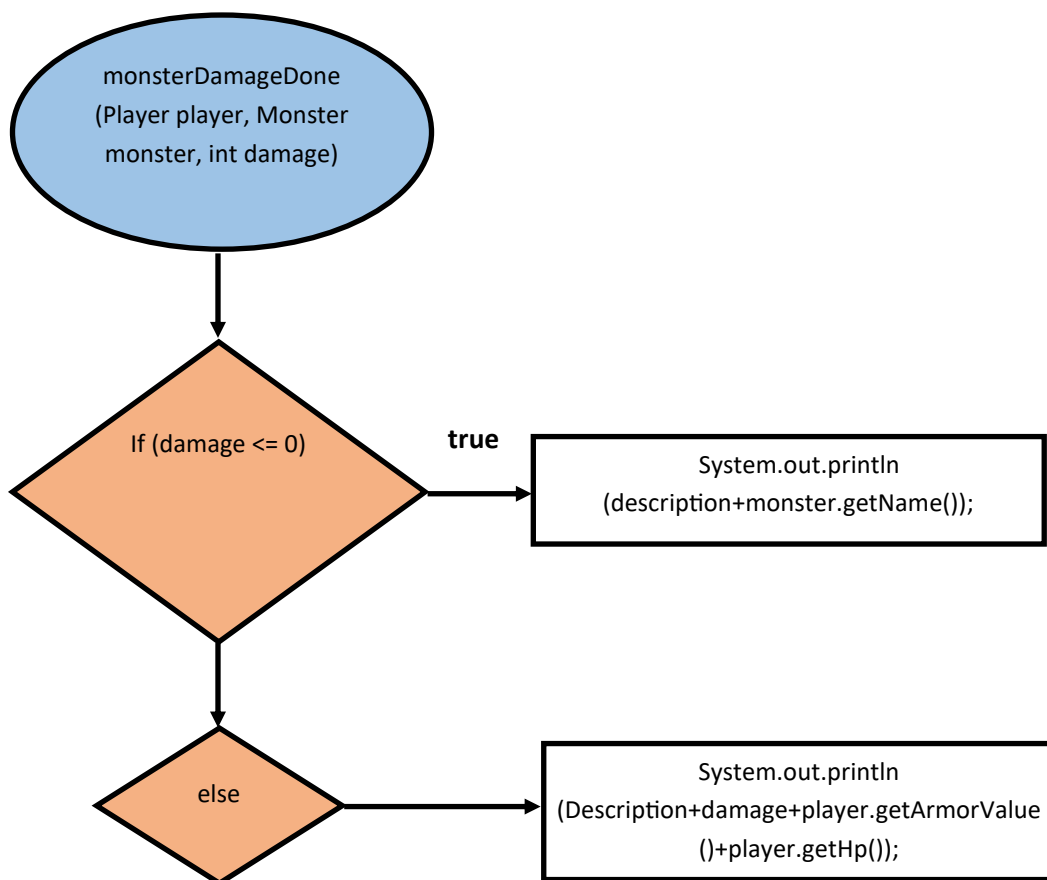 monsterDamageDone
(Player player, Monster
monster, int damage)
If (damage <= 0)
true
System.out.println
(description+monster.getName());
else
System.out.println
(Description+damage+player.getArmorValue
()+player.getHp());